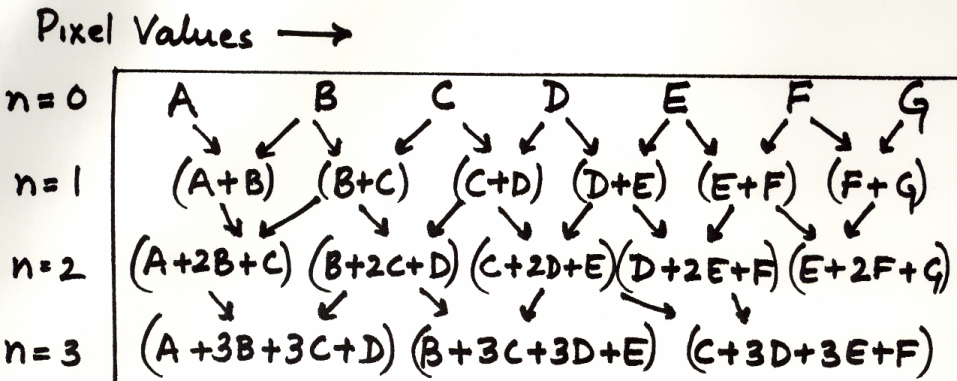 Pixel Values →
n=0 A B C D E F G
n=1 (A+B) (B+C) (C+D) (D+E) (E+F) (F+G)
n=2 (A+2B+C) (B+2C+D) (C+2D+E) (D+2E+F) (E+2F+G)
n=3 (A+3B+3C+D) (B+3C+3D+E) (C+3D+3E+F)